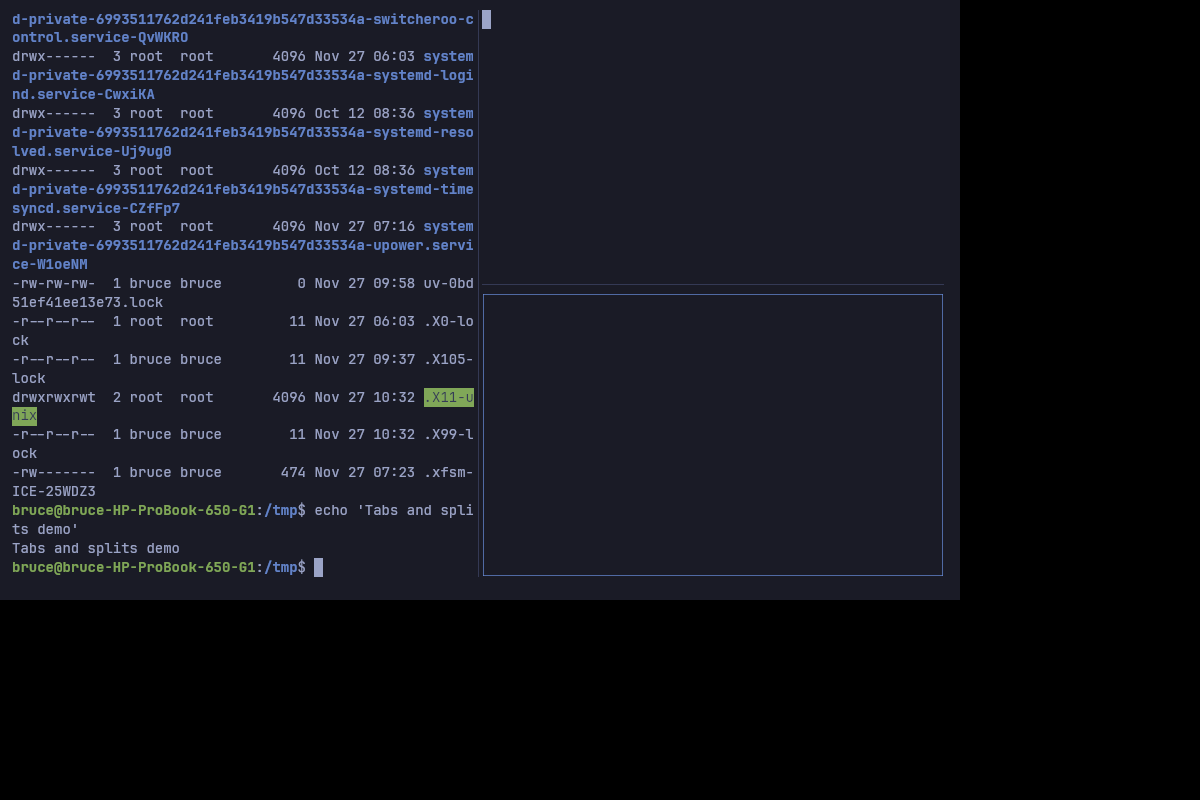 d-private-6993511762d241feb3419b547d33534a-switcheroo-c
ontrol.service-QvWKRO
drwx------  3 root  root       4096 Nov 27 06:03 system
d-private-6993511762d241feb3419b547d33534a-systemd-logi
nd.service-CwxiKA
drwx------  3 root  root       4096 Oct 12 08:36 system
d-private-6993511762d241feb3419b547d33534a-systemd-reso
lved.service-Uj9ug0
drwx------  3 root  root       4096 Oct 12 08:36 system
d-private-6993511762d241feb3419b547d33534a-systemd-time
syncd.service-CZfFp7
drwx------  3 root  root       4096 Nov 27 07:16 system
d-private-6993511762d241feb3419b547d33534a-upower.servi
ce-W1oeNM
-rw-rw-rw-  1 bruce bruce         0 Nov 27 09:58 uv-0bd
51ef41ee13e73.lock
-r--r--r--  1 root  root         11 Nov 27 06:03 .X0-lo
ck
-r--r--r--  1 bruce bruce        11 Nov 27 09:37 .X105-
lock
drwxrwxrwt  2 root  root       4096 Nov 27 10:32 .X11-u
nix
-r--r--r--  1 bruce bruce        11 Nov 27 10:32 .X99-l
ock
-rw-------  1 bruce bruce       474 Nov 27 07:23 .xfsm-
ICE-25WDZ3
bruce@bruce-HP-ProBook-650-G1:/tmp$ echo 'Tabs and spli
ts demo'
Tabs and splits demo
bruce@bruce-HP-ProBook-650-G1:/tmp$